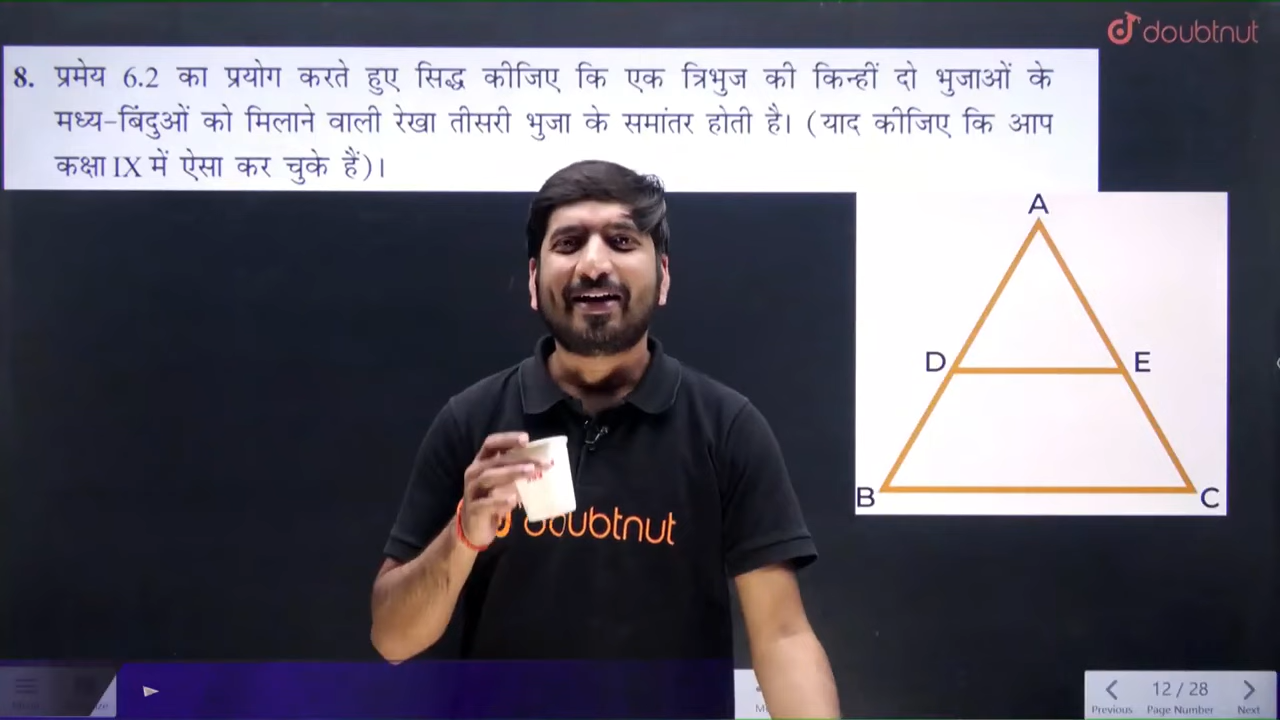 doubtnut
8. प्रमेय 6.2 का प्रयोग करते हुए सिद्ध कीजिए कि एक त्रिभुज की किन्हीं दो भुजाओं के
मध्य-बिंदुओं को मिलाने वाली रेखा तीसरी भुजा के समांतर होती है। (याद कीजिए कि आप
कक्षा IX में ऐसा कर चुके हैं)।
A
D E
B C
doubtnut
12 / 28
Previous Page Number Next